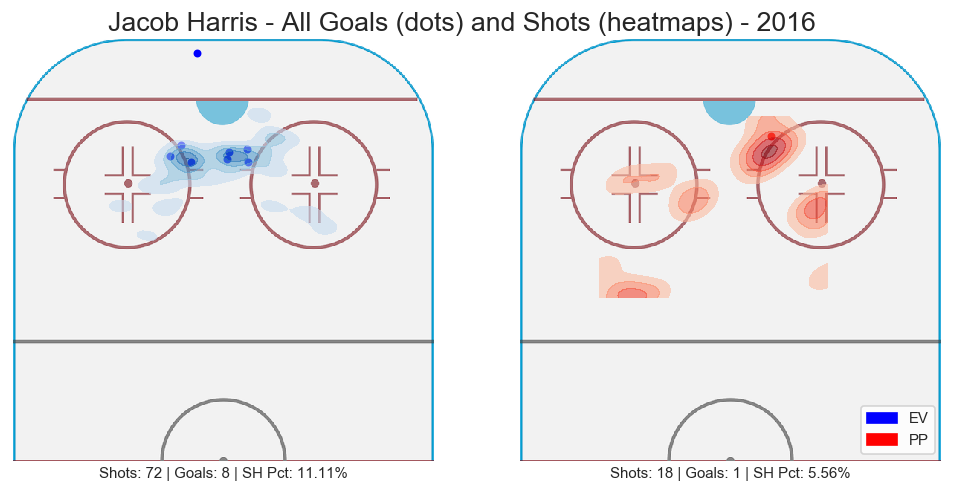 Jacob Harris - All Goals (dots) and Shots (heatmaps) - 2016
EV
PP
Shots: 72 | Goals: 8 | SH Pct: 11.11%
Shots: 18 | Goals: 1 | SH Pct: 5.56%